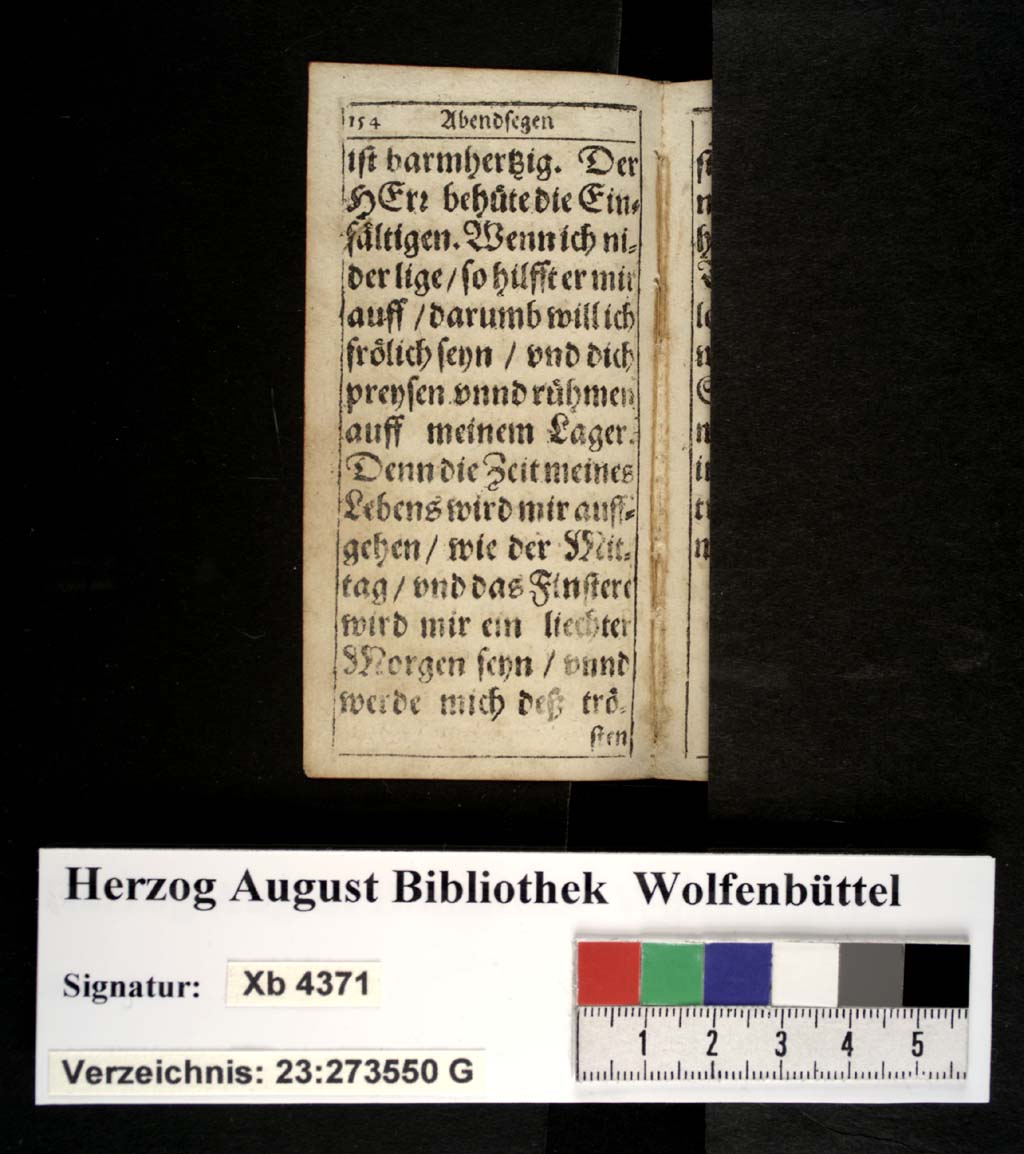 154 Abendsegen
ist barmhertzig. Der
HErr behüte die Ein-
fältigen. Wenn ich ni-
der lige / so hilfft er mir
auff / darumb will ich
frölich seyn / vnd dich
preysen vnnd rühmen
auff meinem Lager.
Denn die Zeit meines
Lebens wird mir auff-
gehen / wie der Mit-
tag / vnd das Finstere
wird mir ein liechter
Morgen seyn / vnnd
werde mich deß trö-
sten
Herzog August Bibliothek Wolfenbüttel
Signatur: Xb 4371
Verzeichnis: 23:273550 G
1 2 3 4 5